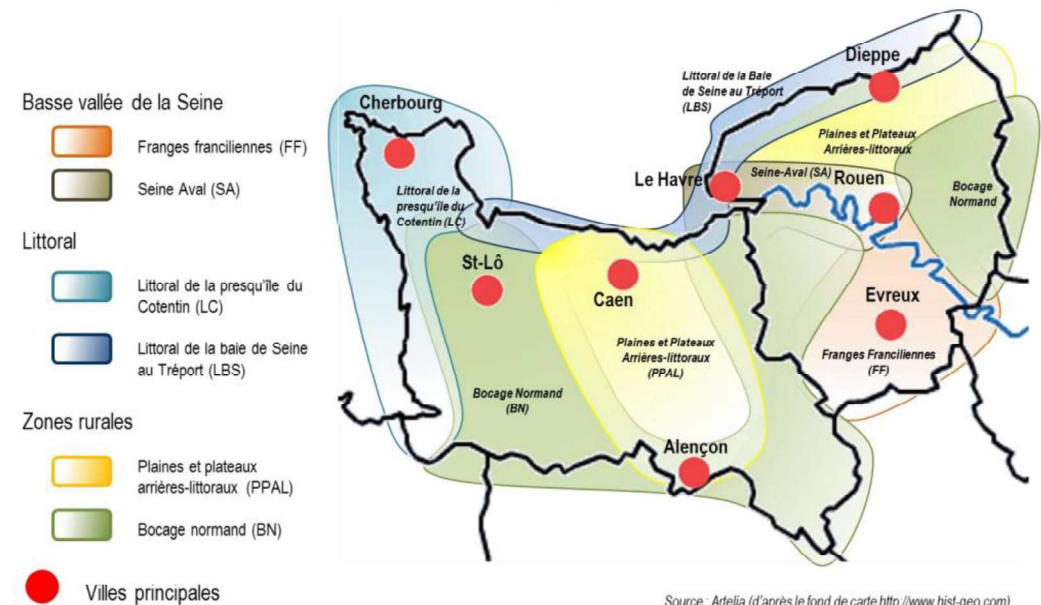 Basse vallée de la Seine
Franges franciliennes (FF)
Seine Aval (SA)
Littoral
Littoral de la presqu'île du
Cotentin (LC)
Littoral de la baie de Seine
au Tréport (LBS)
Zones rurales
Plaines et plateaux
arrières-littoraux (PPAL)
Bocage normand (BN)
Villes principales
Dieppe
Littoral de la Baie
de Seine au Tréport
(LBS)
Cherbourg
Plaines et Plateaux
Arrières-littoraux
Le Havre
Seine-Aval (SA)
Rouen
Littoral de la
presqu'île du
Cotentin (LC)
Bocage
Normand
St-Lô
Caen
Evreux
Plaines et Plateaux
Arrières-littoraux
(PPAL)
Franges Franciliennes
(FF)
Bocage Normand
(BN)
Alençon
Source : Artelia (d'après le fond de carte http://www.hist-geo.com)